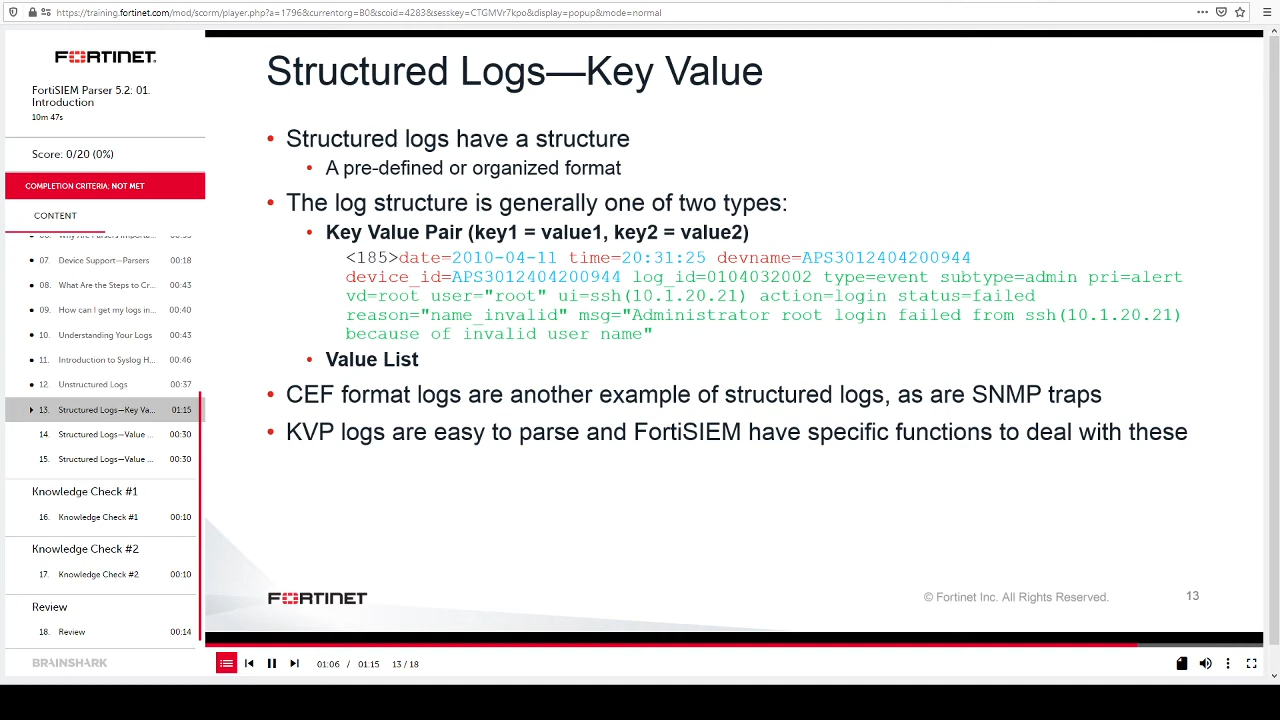 https://training.fortinet.com/mod/scorm/player.php?a=1796&currentorg=B0&scoid=4283&sesskey=CTGMVr7kpo&display=popup&mode=normal
FORTINET
FortiSIEM Parser 5.2: 01.
Introduction
10m 47s
Score: 0/20 (0%)
COMPLETION CRITERIA: NOT MET
CONTENT
07. Device Support—Parsers 00:18
08. What Are the Steps to Cr... 00:43
09. How can I get my logs in... 00:40
10. Understanding Your Logs 00:43
11. Introduction to Syslog H... 00:46
12. Unstructured Logs 00:37
13. Structured Logs—Key Va... 01:15
14. Structured Logs—Value ... 00:30
15. Structured Logs—Value ... 00:30
Knowledge Check #1
16. Knowledge Check #1 00:10
Knowledge Check #2
17. Knowledge Check #2 00:10
Review
18. Review 00:14
BRAINSHARK
Structured Logs—Key Value
• Structured logs have a structure
• A pre-defined or organized format
• The log structure is generally one of two types:
• Key Value Pair (key1 = value1, key2 = value2)
<185>date=2010-04-11 time=20:31:25 devname=APS3012404200944
device_id=APS3012404200944 log_id=0104032002 type=event subtype=admin pri=alert
vd=root user="root" ui=ssh(10.1.20.21) action=login status=failed
reason="name_invalid" msg="Administrator root login failed from ssh(10.1.20.21)
because of invalid user name"
• Value List
• CEF format logs are another example of structured logs, as are SNMP traps
• KVP logs are easy to parse and FortiSIEM have specific functions to deal with these
FORTINET
© Fortinet Inc. All Rights Reserved.
13
01:06 / 01:15 13 / 18